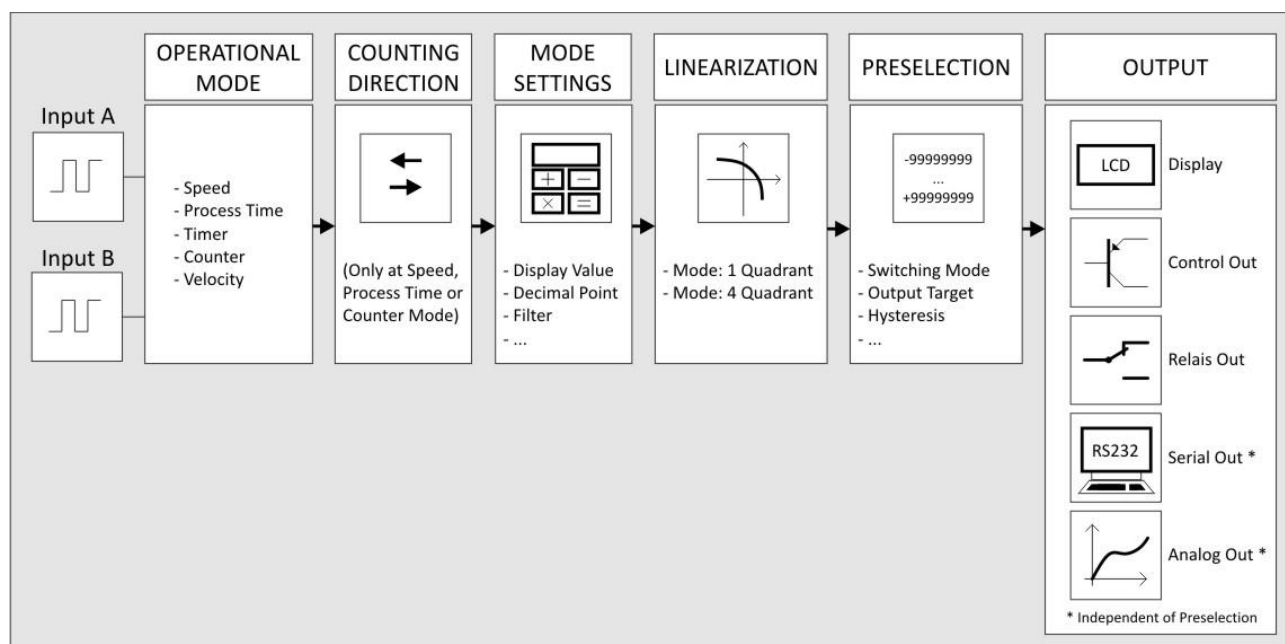 Input A
Input B
OPERATIONAL
MODE
- Speed
- Process Time
- Timer
- Counter
- Velocity
COUNTING
DIRECTION
(Only at Speed,
Process Time or
Counter Mode)
MODE
SETTINGS
+ −
× =
- Display Value
- Decimal Point
- Filter
- ...
LINEARIZATION
- Mode: 1 Quadrant
- Mode: 4 Quadrant
PRESELECTION
-99999999
...
+99999999
- Switching Mode
- Output Target
- Hysteresis
- ...
OUTPUT
LCD
Display
Control Out
Relais Out
RS232
Serial Out *
Analog Out *
* Independent of Preselection